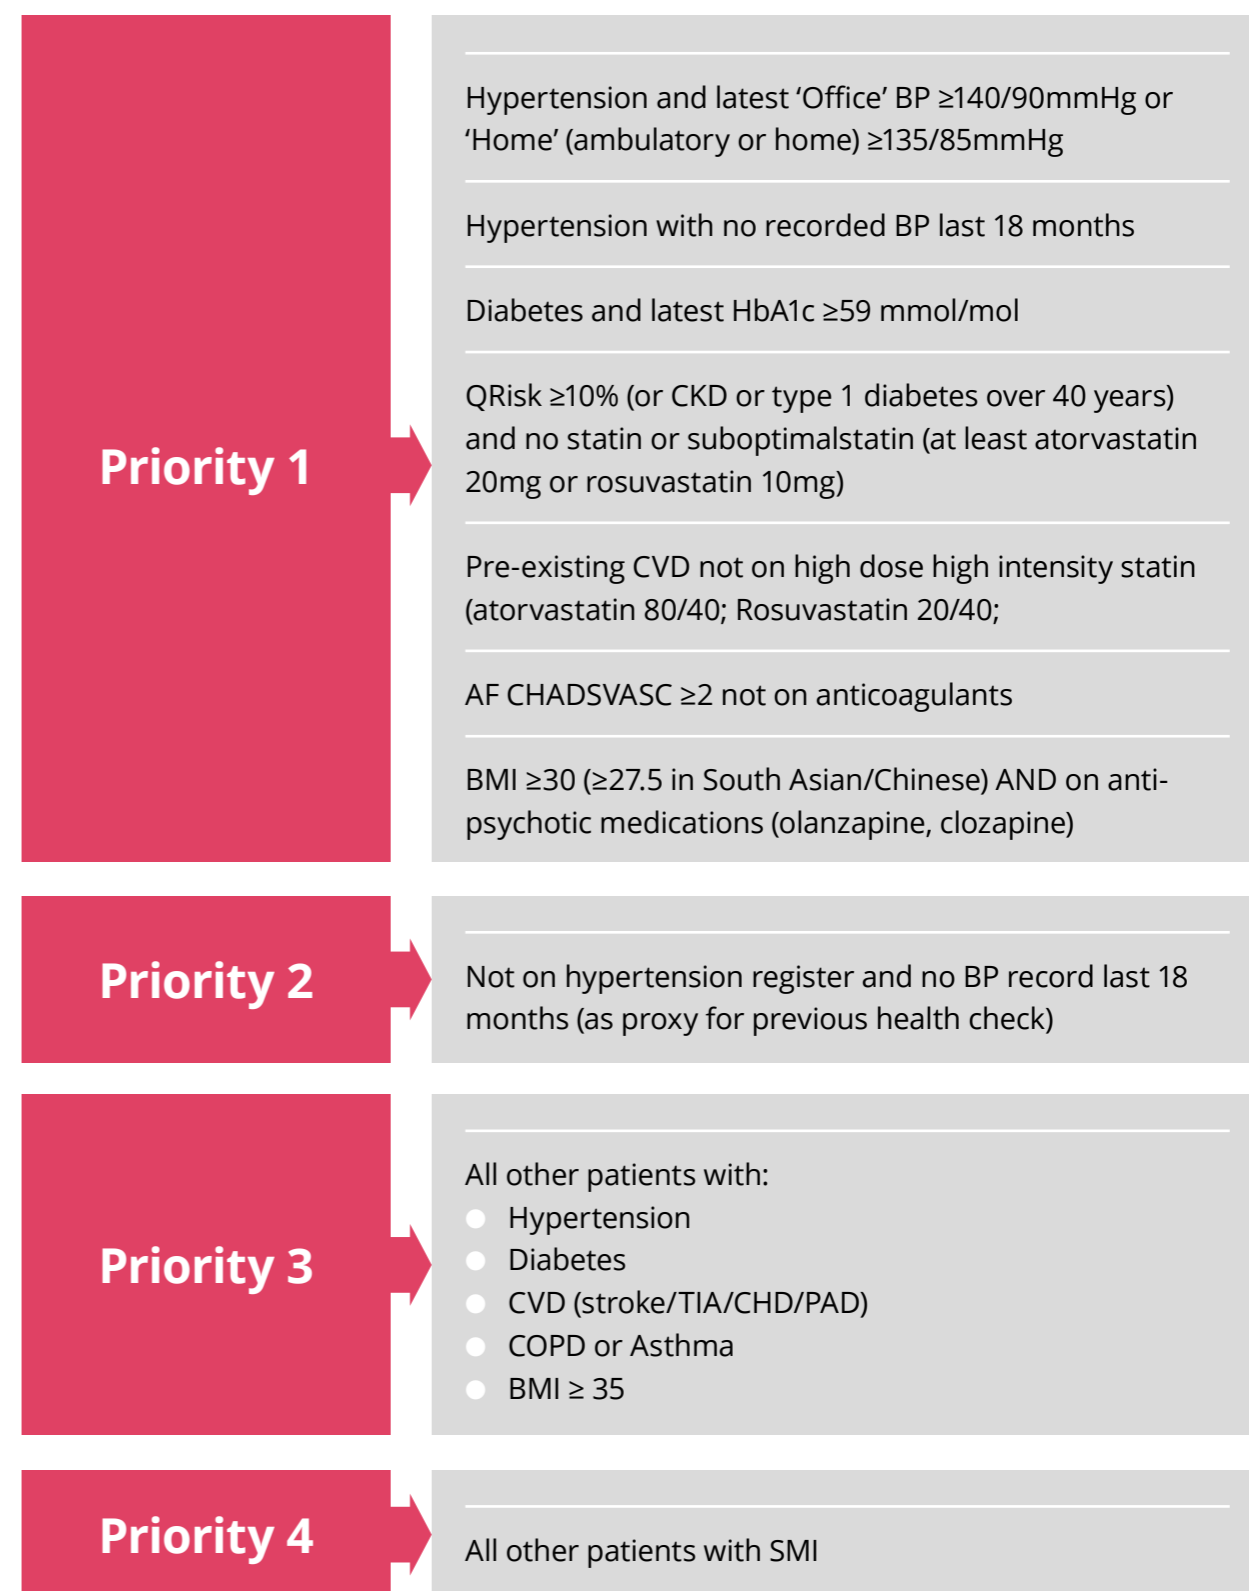 Priority 1
Hypertension and latest ‘Office’ BP ≥140/90mmHg or
‘Home’ (ambulatory or home) ≥135/85mmHg
Hypertension with no recorded BP last 18 months
Diabetes and latest HbA1c ≥59 mmol/mol
QRisk ≥10% (or CKD or type 1 diabetes over 40 years)
and no statin or suboptimalstatin (at least atorvastatin
20mg or rosuvastatin 10mg)
Pre-existing CVD not on high dose high intensity statin
(atorvastatin 80/40; Rosuvastatin 20/40;
AF CHADSVASC ≥2 not on anticoagulants
BMI ≥30 (≥27.5 in South Asian/Chinese) AND on anti-
psychotic medications (olanzapine, clozapine)
Priority 2
Not on hypertension register and no BP record last 18
months (as proxy for previous health check)
Priority 3
All other patients with:
Hypertension
Diabetes
CVD (stroke/TIA/CHD/PAD)
COPD or Asthma
BMI ≥ 35
Priority 4
All other patients with SMI